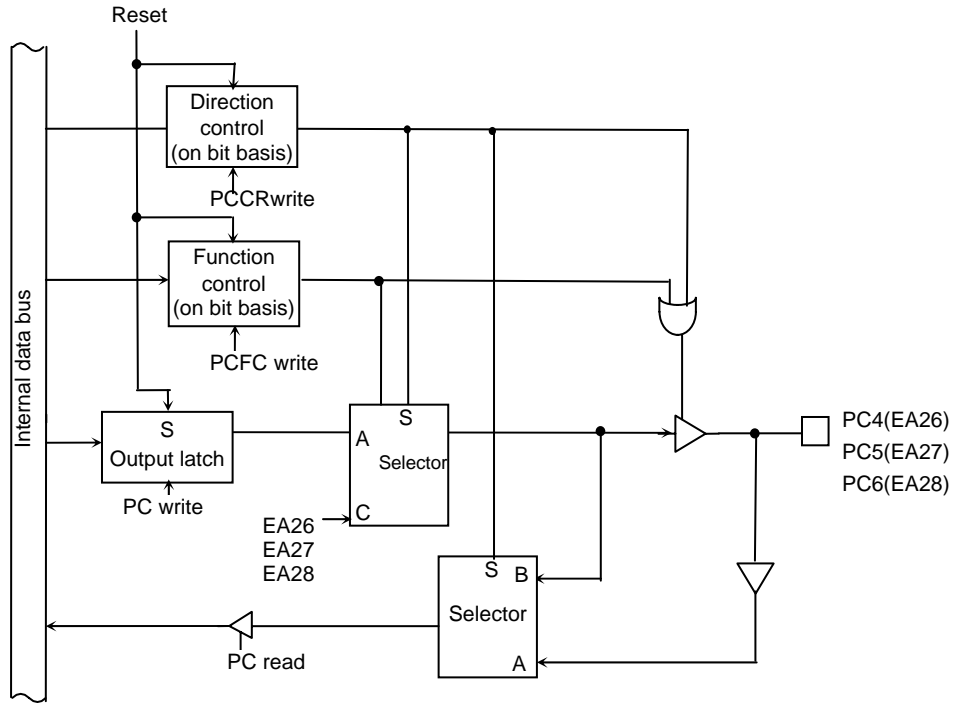 Reset
Direction
control
(on bit basis)
PCCRwrite
Function
control
(on bit basis)
PCFC write
Internal data bus
S
Output latch
PC write
S
A
Selector
C
EA26
EA27
EA28
PC4(EA26)
PC5(EA27)
PC6(EA28)
S
B
Selector
A
PC read